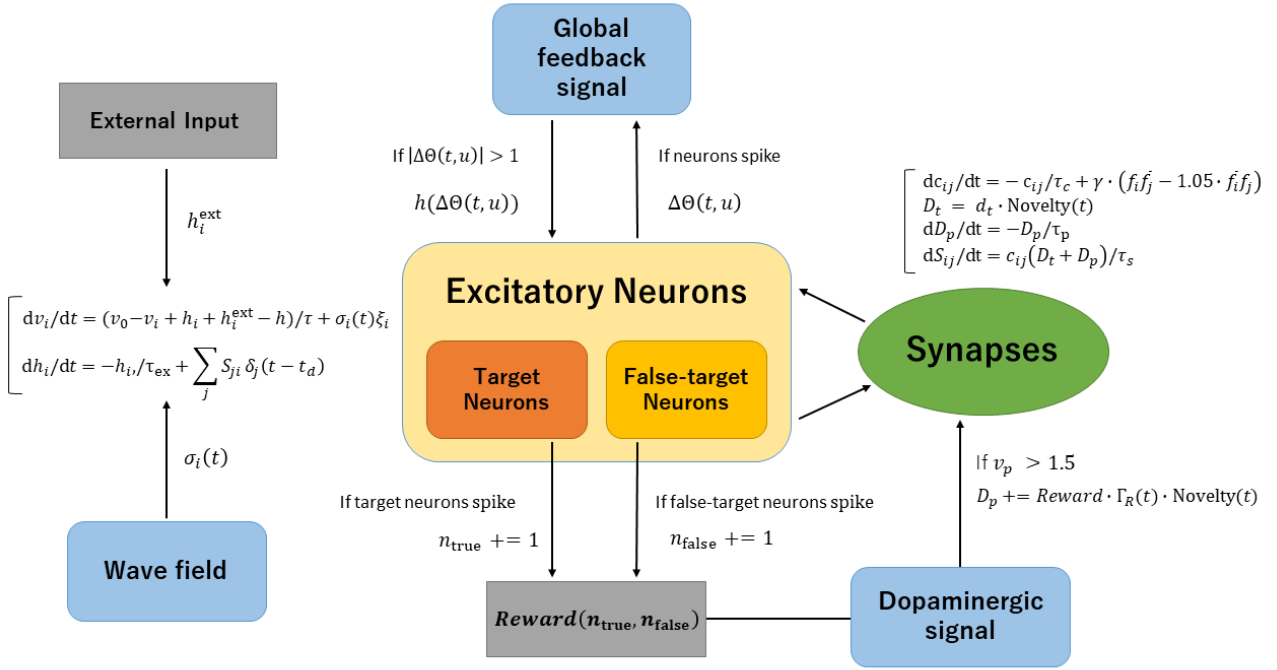 Global
feedback
signal
External Input
If |ΔΘ(t,u)| > 1
h(ΔΘ(t,u))
If neurons spike
ΔΘ(t,u)
h_i^ext
dc_ij/dt = − c_ij/τ_c + γ · (f_i ḟ_j − 1.05 · ḟ_i f_j)
D_t = d_t · Novelty(t)
dD_p/dt = −D_p/τ_p
dS_ij/dt = c_ij(D_t + D_p)/τ_s
dv_i/dt = (v_0−v_i + h_i + h_i^ext − h)/τ + σ_i(t)ξ_i
dh_i/dt = −h_i,/τ_ex + ∑_j S_ji δ_j(t − t_d)
σ_i(t)
Wave field
Excitatory Neurons
Target
Neurons
False-target
Neurons
Synapses
If target neurons spike
n_true += 1
If false-target neurons spike
n_false += 1
If v_p > 1.5
D_p += Reward · Γ_R(t) · Novelty(t)
Reward(n_true, n_false)
Dopaminergic
signal